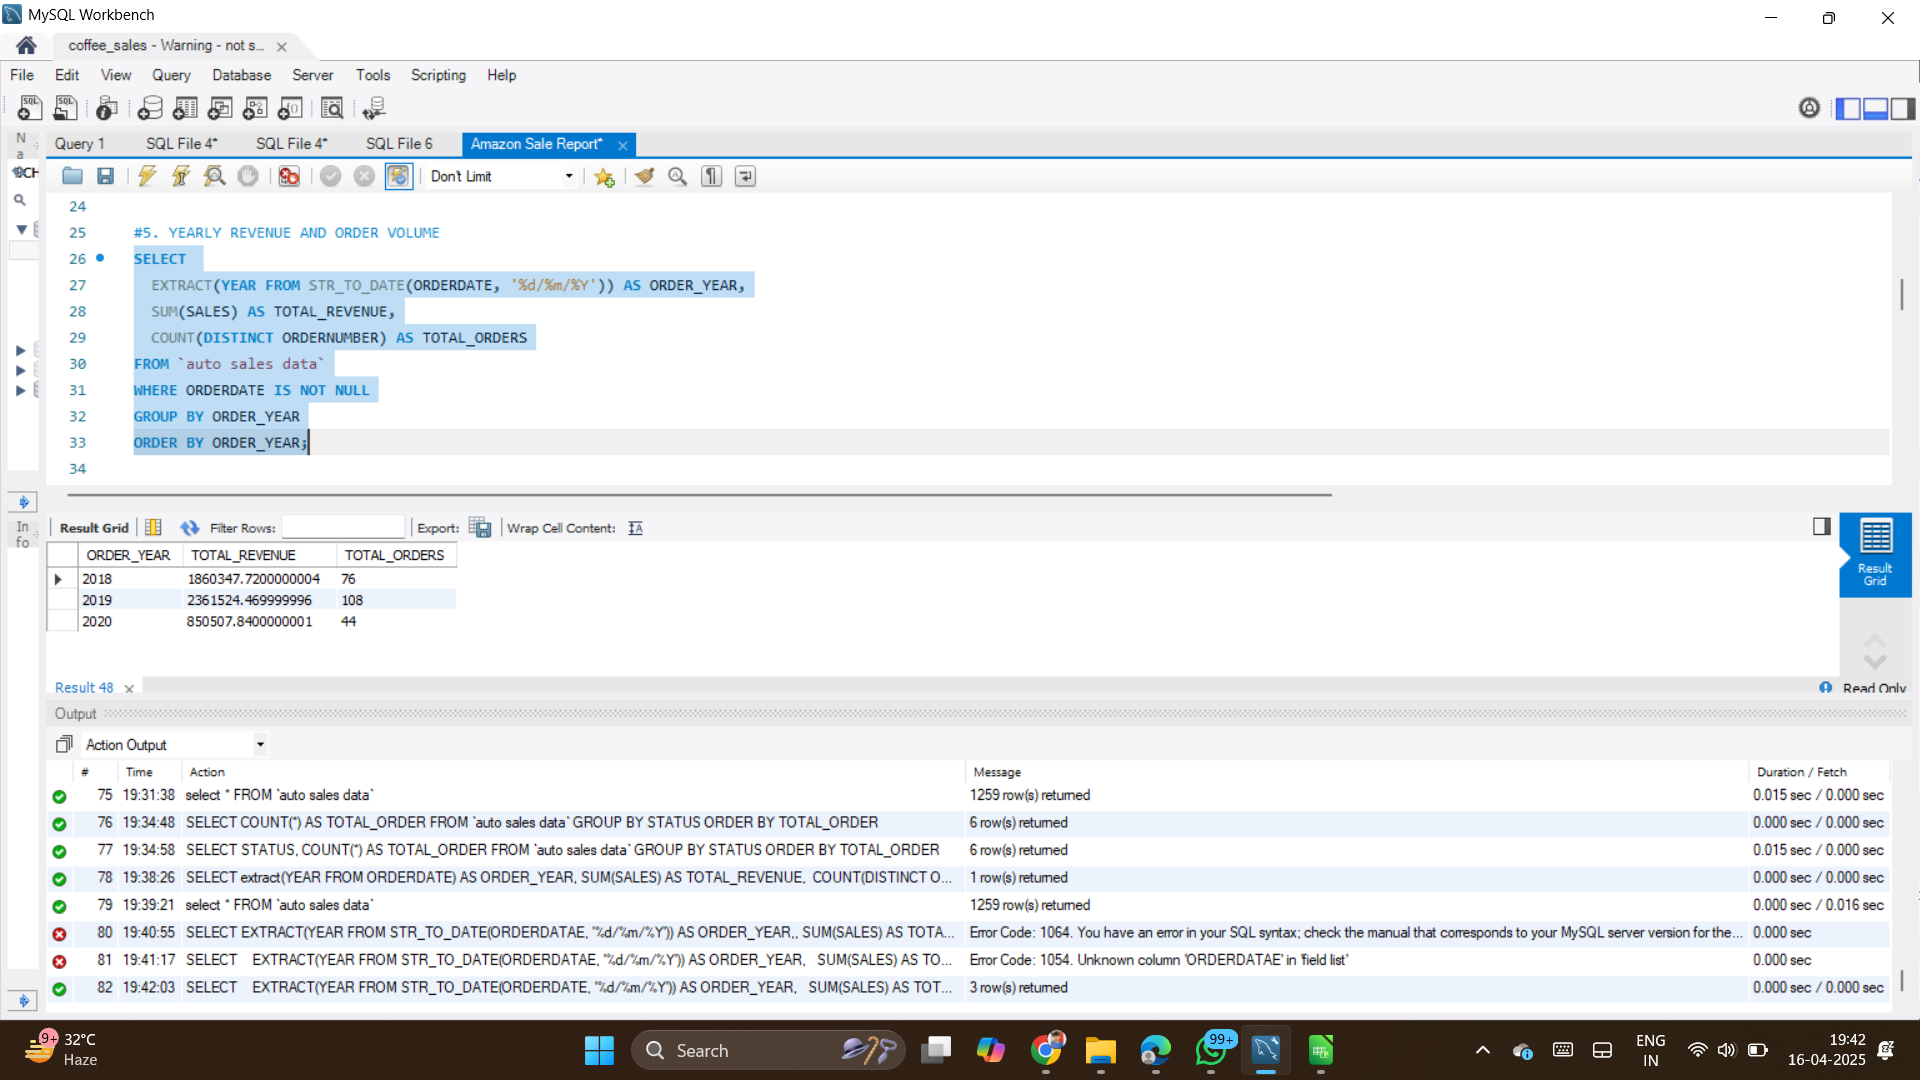 MySQL Workbench
coffee_sales - Warning - not s...
File Edit View Query Database Server Tools Scripting Help
Query 1 SQL File 4* SQL File 4* SQL File 6 Amazon Sale Report*
Don't Limit
24
25 #5. YEARLY REVENUE AND ORDER VOLUME
26 SELECT
27 EXTRACT(YEAR FROM STR_TO_DATE(ORDERDATE, '%d/%m/%Y')) AS ORDER_YEAR,
28 SUM(SALES) AS TOTAL_REVENUE,
29 COUNT(DISTINCT ORDERNUMBER) AS TOTAL_ORDERS
30 FROM `auto sales data`
31 WHERE ORDERDATE IS NOT NULL
32 GROUP BY ORDER_YEAR
33 ORDER BY ORDER_YEAR;
34
Na
SCH
Info
Result Grid Filter Rows: Export: Wrap Cell Content:
ORDER_YEAR TOTAL_REVENUE TOTAL_ORDERS
2018 1860347.7200000004 76
2019 2361524.469999996 108
2020 850507.8400000001 44
Result Grid
Result 48 Read Only
Output
Action Output
# Time Action Message Duration / Fetch
75 19:31:38 select * FROM `auto sales data` 1259 row(s) returned 0.015 sec / 0.000 sec
76 19:34:48 SELECT COUNT(*) AS TOTAL_ORDER FROM `auto sales data` GROUP BY STATUS ORDER BY TOTAL_ORDER 6 row(s) returned 0.000 sec / 0.000 sec
77 19:34:58 SELECT STATUS, COUNT(*) AS TOTAL_ORDER FROM `auto sales data` GROUP BY STATUS ORDER BY TOTAL_ORDER 6 row(s) returned 0.015 sec / 0.000 sec
78 19:38:26 SELECT extract(YEAR FROM ORDERDATE) AS ORDER_YEAR, SUM(SALES) AS TOTAL_REVENUE, COUNT(DISTINCT O... 1 row(s) returned 0.000 sec / 0.000 sec
79 19:39:21 select * FROM `auto sales data` 1259 row(s) returned 0.000 sec / 0.016 sec
80 19:40:55 SELECT EXTRACT(YEAR FROM STR_TO_DATE(ORDERDATAE, '%d/%m/%Y')) AS ORDER_YEAR,, SUM(SALES) AS TOTA... Error Code: 1064. You have an error in your SQL syntax; check the manual that corresponds to your MySQL server version for the... 0.000 sec
81 19:41:17 SELECT EXTRACT(YEAR FROM STR_TO_DATE(ORDERDATAE, '%d/%m/%Y')) AS ORDER_YEAR, SUM(SALES) AS TO... Error Code: 1054. Unknown column 'ORDERDATAE' in 'field list' 0.000 sec
82 19:42:03 SELECT EXTRACT(YEAR FROM STR_TO_DATE(ORDERDATE, '%d/%m/%Y')) AS ORDER_YEAR, SUM(SALES) AS TOT... 3 row(s) returned 0.000 sec / 0.000 sec
9+ 32°C
Haze
Search
99+
ENG
IN
19:42
16-04-2025